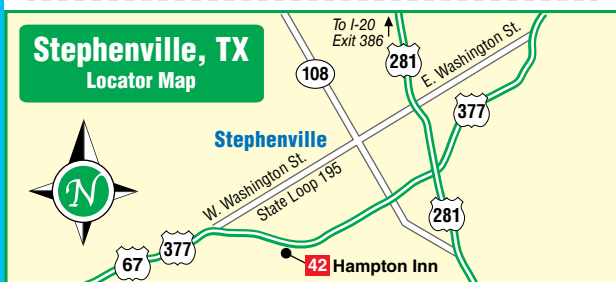 Stephenville, TX
Locator Map
To I-20
Exit 386
108
281
E. Washington St.
377
Stephenville
W. Washington St.
State Loop 195
N
281
67
377
42 Hampton Inn